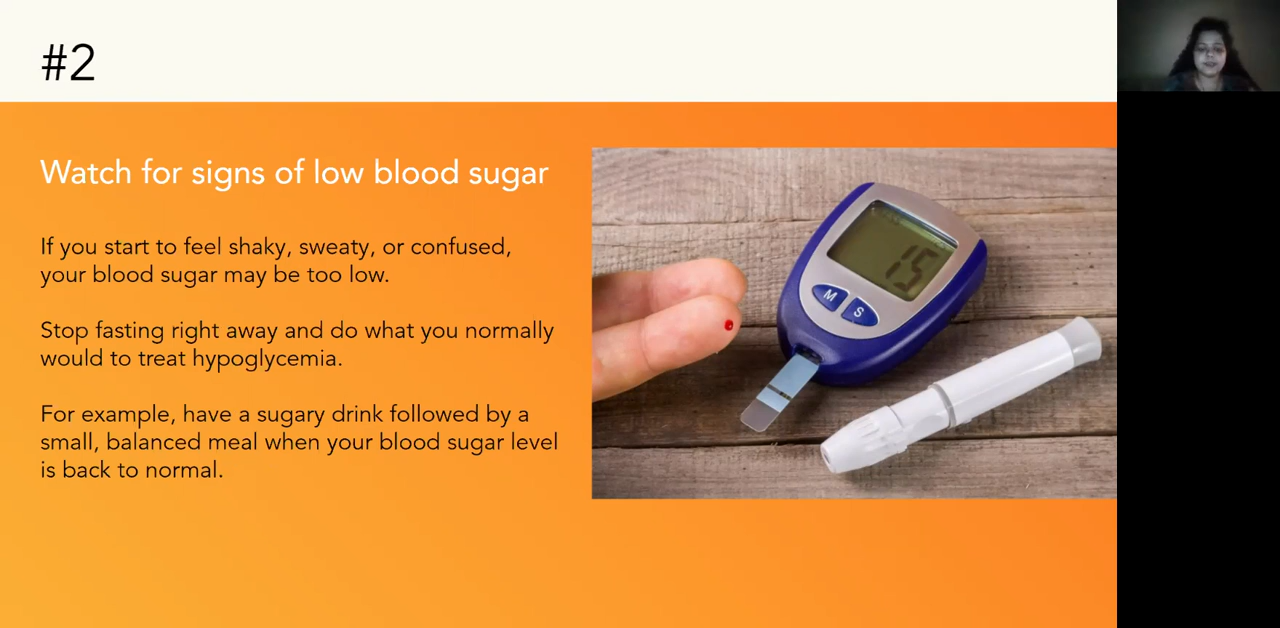 #2
Watch for signs of low blood sugar
If you start to feel shaky, sweaty, or confused,
your blood sugar may be too low.
Stop fasting right away and do what you normally
would to treat hypoglycemia.
For example, have a sugary drink followed by a
small, balanced meal when your blood sugar level
is back to normal.
15
M S